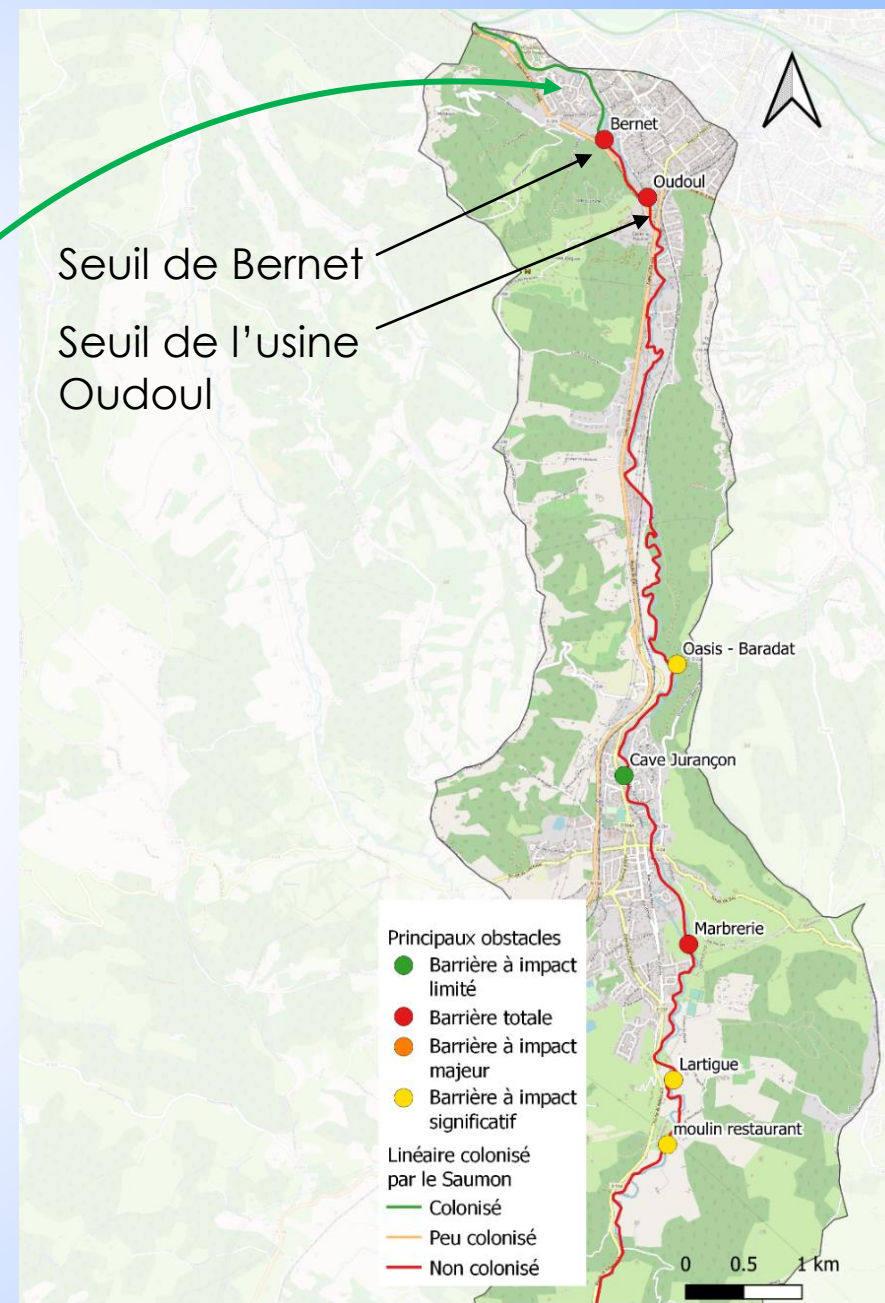 Bernet
Oudoul
Seuil de Bernet
Seuil de l’usine
Oudoul
Oasis - Baradat
Cave Jurançon
Marbrerie
Lartigue
moulin restaurant
Principaux obstacles
Barrière à impact
limité
Barrière totale
Barrière à impact
majeur
Barrière à impact
significatif
Linéaire colonisé
par le Saumon
Colonisé
Peu colonisé
Non colonisé
0 0.5 1 km